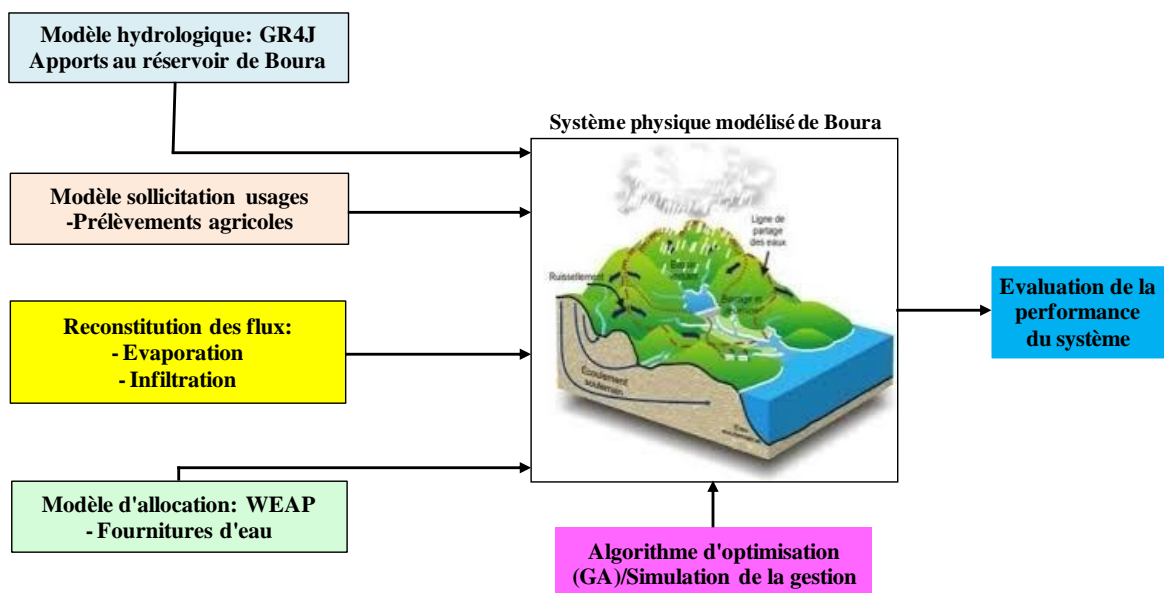 Modèle hydrologique: GR4J
Apports au réservoir de Boura
Système physique modélisé de Boura
Modèle sollicitation usages
-Prélèvements agricoles
Ligne de
partage
des eaux
Ruissellement
Reconstitution des flux:
- Evaporation
- Infiltration
Evaluation de la
performance
du système
Écoulement
souterrain
Modèle d'allocation: WEAP
- Fournitures d'eau
Algorithme d'optimisation
(GA)/Simulation de la gestion